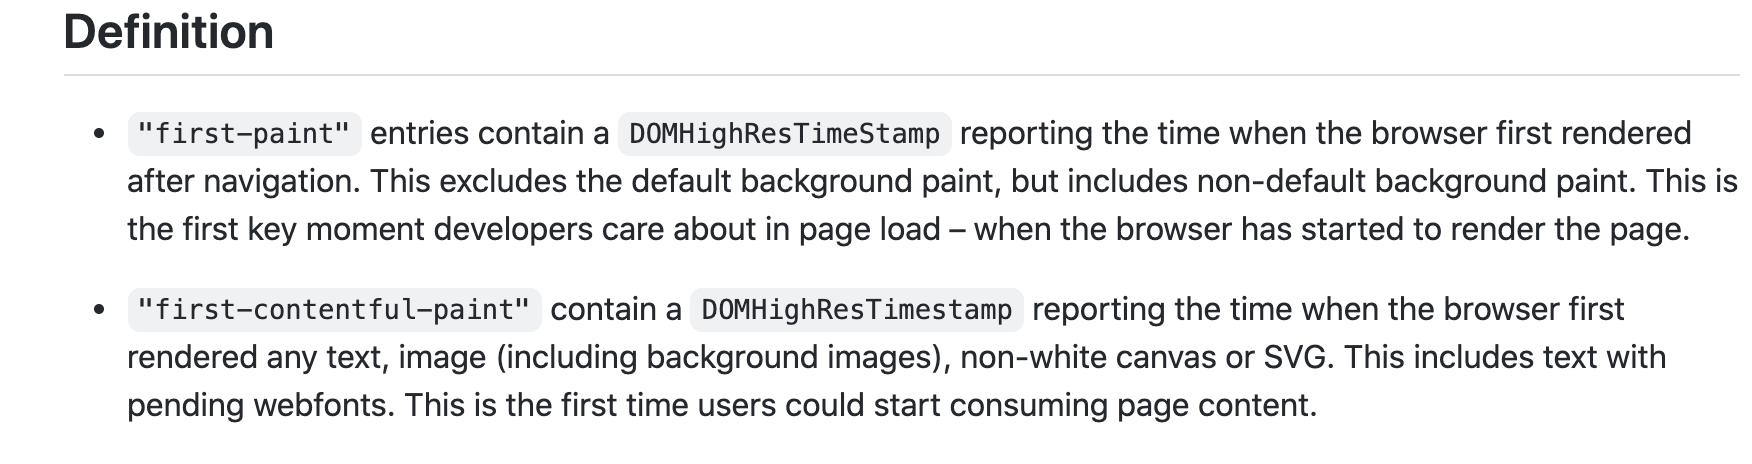 Definition
• "first-paint" entries contain a DOMHighResTimeStamp reporting the time when the browser first rendered
after navigation. This excludes the default background paint, but includes non-default background paint. This is
the first key moment developers care about in page load – when the browser has started to render the page.
• "first-contentful-paint" contain a DOMHighResTimestamp reporting the time when the browser first
rendered any text, image (including background images), non-white canvas or SVG. This includes text with
pending webfonts. This is the first time users could start consuming page content.